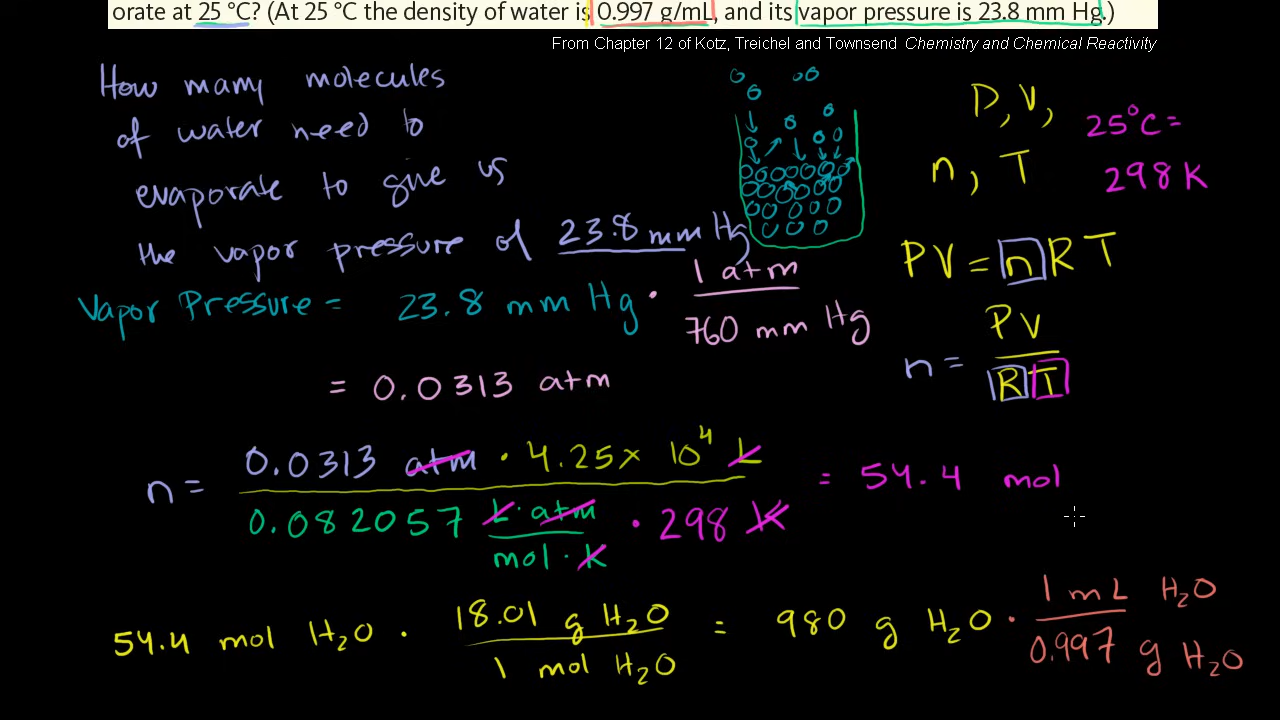 orate at 25 °C? (At 25 °C the density of water is 0.997 g/mL, and its vapor pressure is 23.8 mm Hg.)
From Chapter 12 of Kotz, Treichel and Townsend Chemistry and Chemical Reactivity
How many molecules
of water need to
evaporate to give us
the vapor pressure of 23.8 mm Hg
D, V,
n, T
25°C =
298 K
PV = nRT
n = PV / RT
Vapor Pressure = 23.8 mm Hg · 1 atm / 760 mm Hg
= 0.0313 atm
n = 0.0313 atm · 4.25 × 10⁴ L / 0.082057 L · atm / mol · K · 298 K = 54.4 mol
54.4 mol H₂O · 18.01 g H₂O / 1 mol H₂O = 980 g H₂O · 1 mL H₂O / 0.997 g H₂O